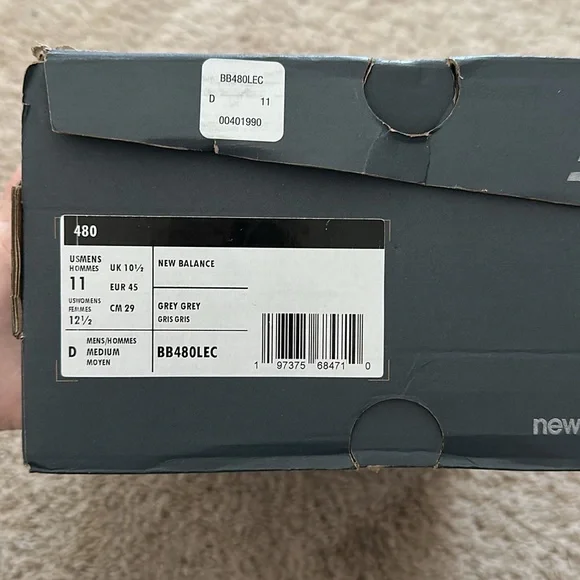 BB480LEC
D 11
00401990
480
USMENS
HOMMES
11
USWOMENS
FEMMES
12½
UK 10½
EUR 45
CM 29
NEW BALANCE
GREY GREY
GRIS GRIS
D
MENS/HOMMES
MEDIUM
MOYEN
BB480LEC
1 97375 68471 0
new